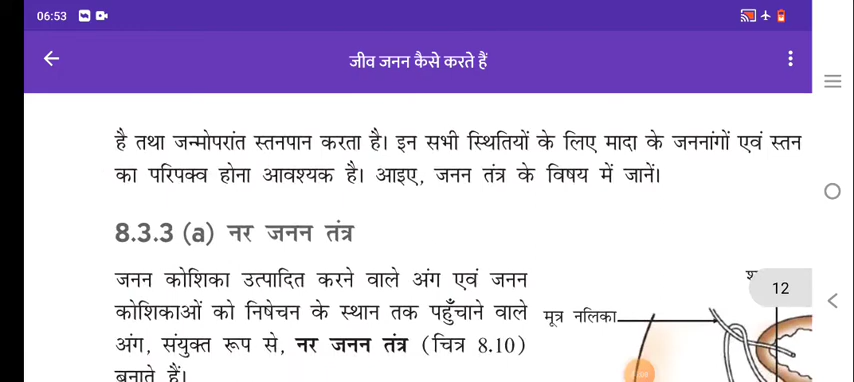 06:53
जीव जनन कैसे करते हैं
है तथा जन्मोपरांत स्तनपान करता है। इन सभी स्थितियों के लिए मादा के जननांगों एवं स्तन
का परिपक्व होना आवश्यक है। आइए, जनन तंत्र के विषय में जानें।
8.3.3 (a) नर जनन तंत्र
जनन कोशिका उत्पादित करने वाले अंग एवं जनन
कोशिकाओं को निषेचन के स्थान तक पहुँचाने वाले
अंग, संयुक्त रूप से, नर जनन तंत्र (चित्र 8.10)
बनाते हैं।
12
मूत्र नलिका